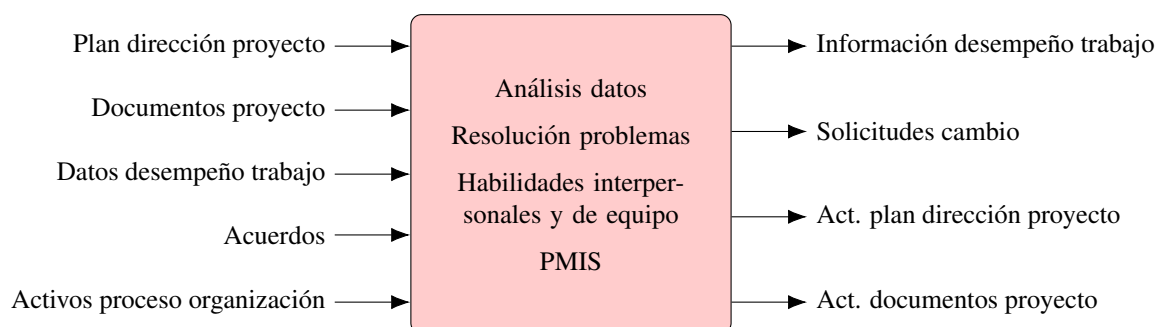 Plan dirección proyecto
Documentos proyecto
Datos desempeño trabajo
Acuerdos
Activos proceso organización
Análisis datos
Resolución problemas
Habilidades interper-
sonales y de equipo
PMIS
Información desempeño trabajo
Solicitudes cambio
Act. plan dirección proyecto
Act. documentos proyecto